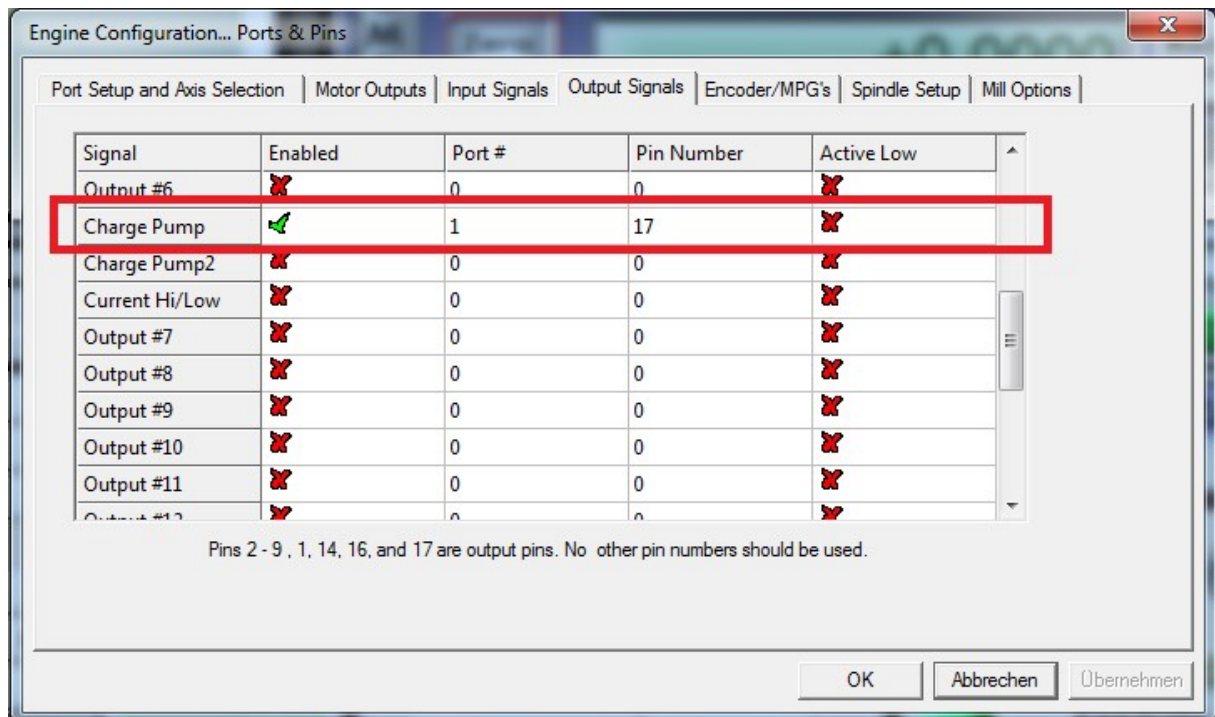 Engine Configuration... Ports & Pins
Port Setup and Axis Selection Motor Outputs Input Signals Output Signals Encoder/MPG's Spindle Setup Mill Options
Signal Enabled Port # Pin Number Active Low
Output #6 0 0
Charge Pump 1 17
Charge Pump2 0 0
Current Hi/Low 0 0
Output #7 0 0
Output #8 0 0
Output #9 0 0
Output #10 0 0
Output #11 0 0
Output #12 0 0
Pins 2 - 9 , 1, 14, 16, and 17 are output pins. No other pin numbers should be used.
OK Abbrechen Übernehmen